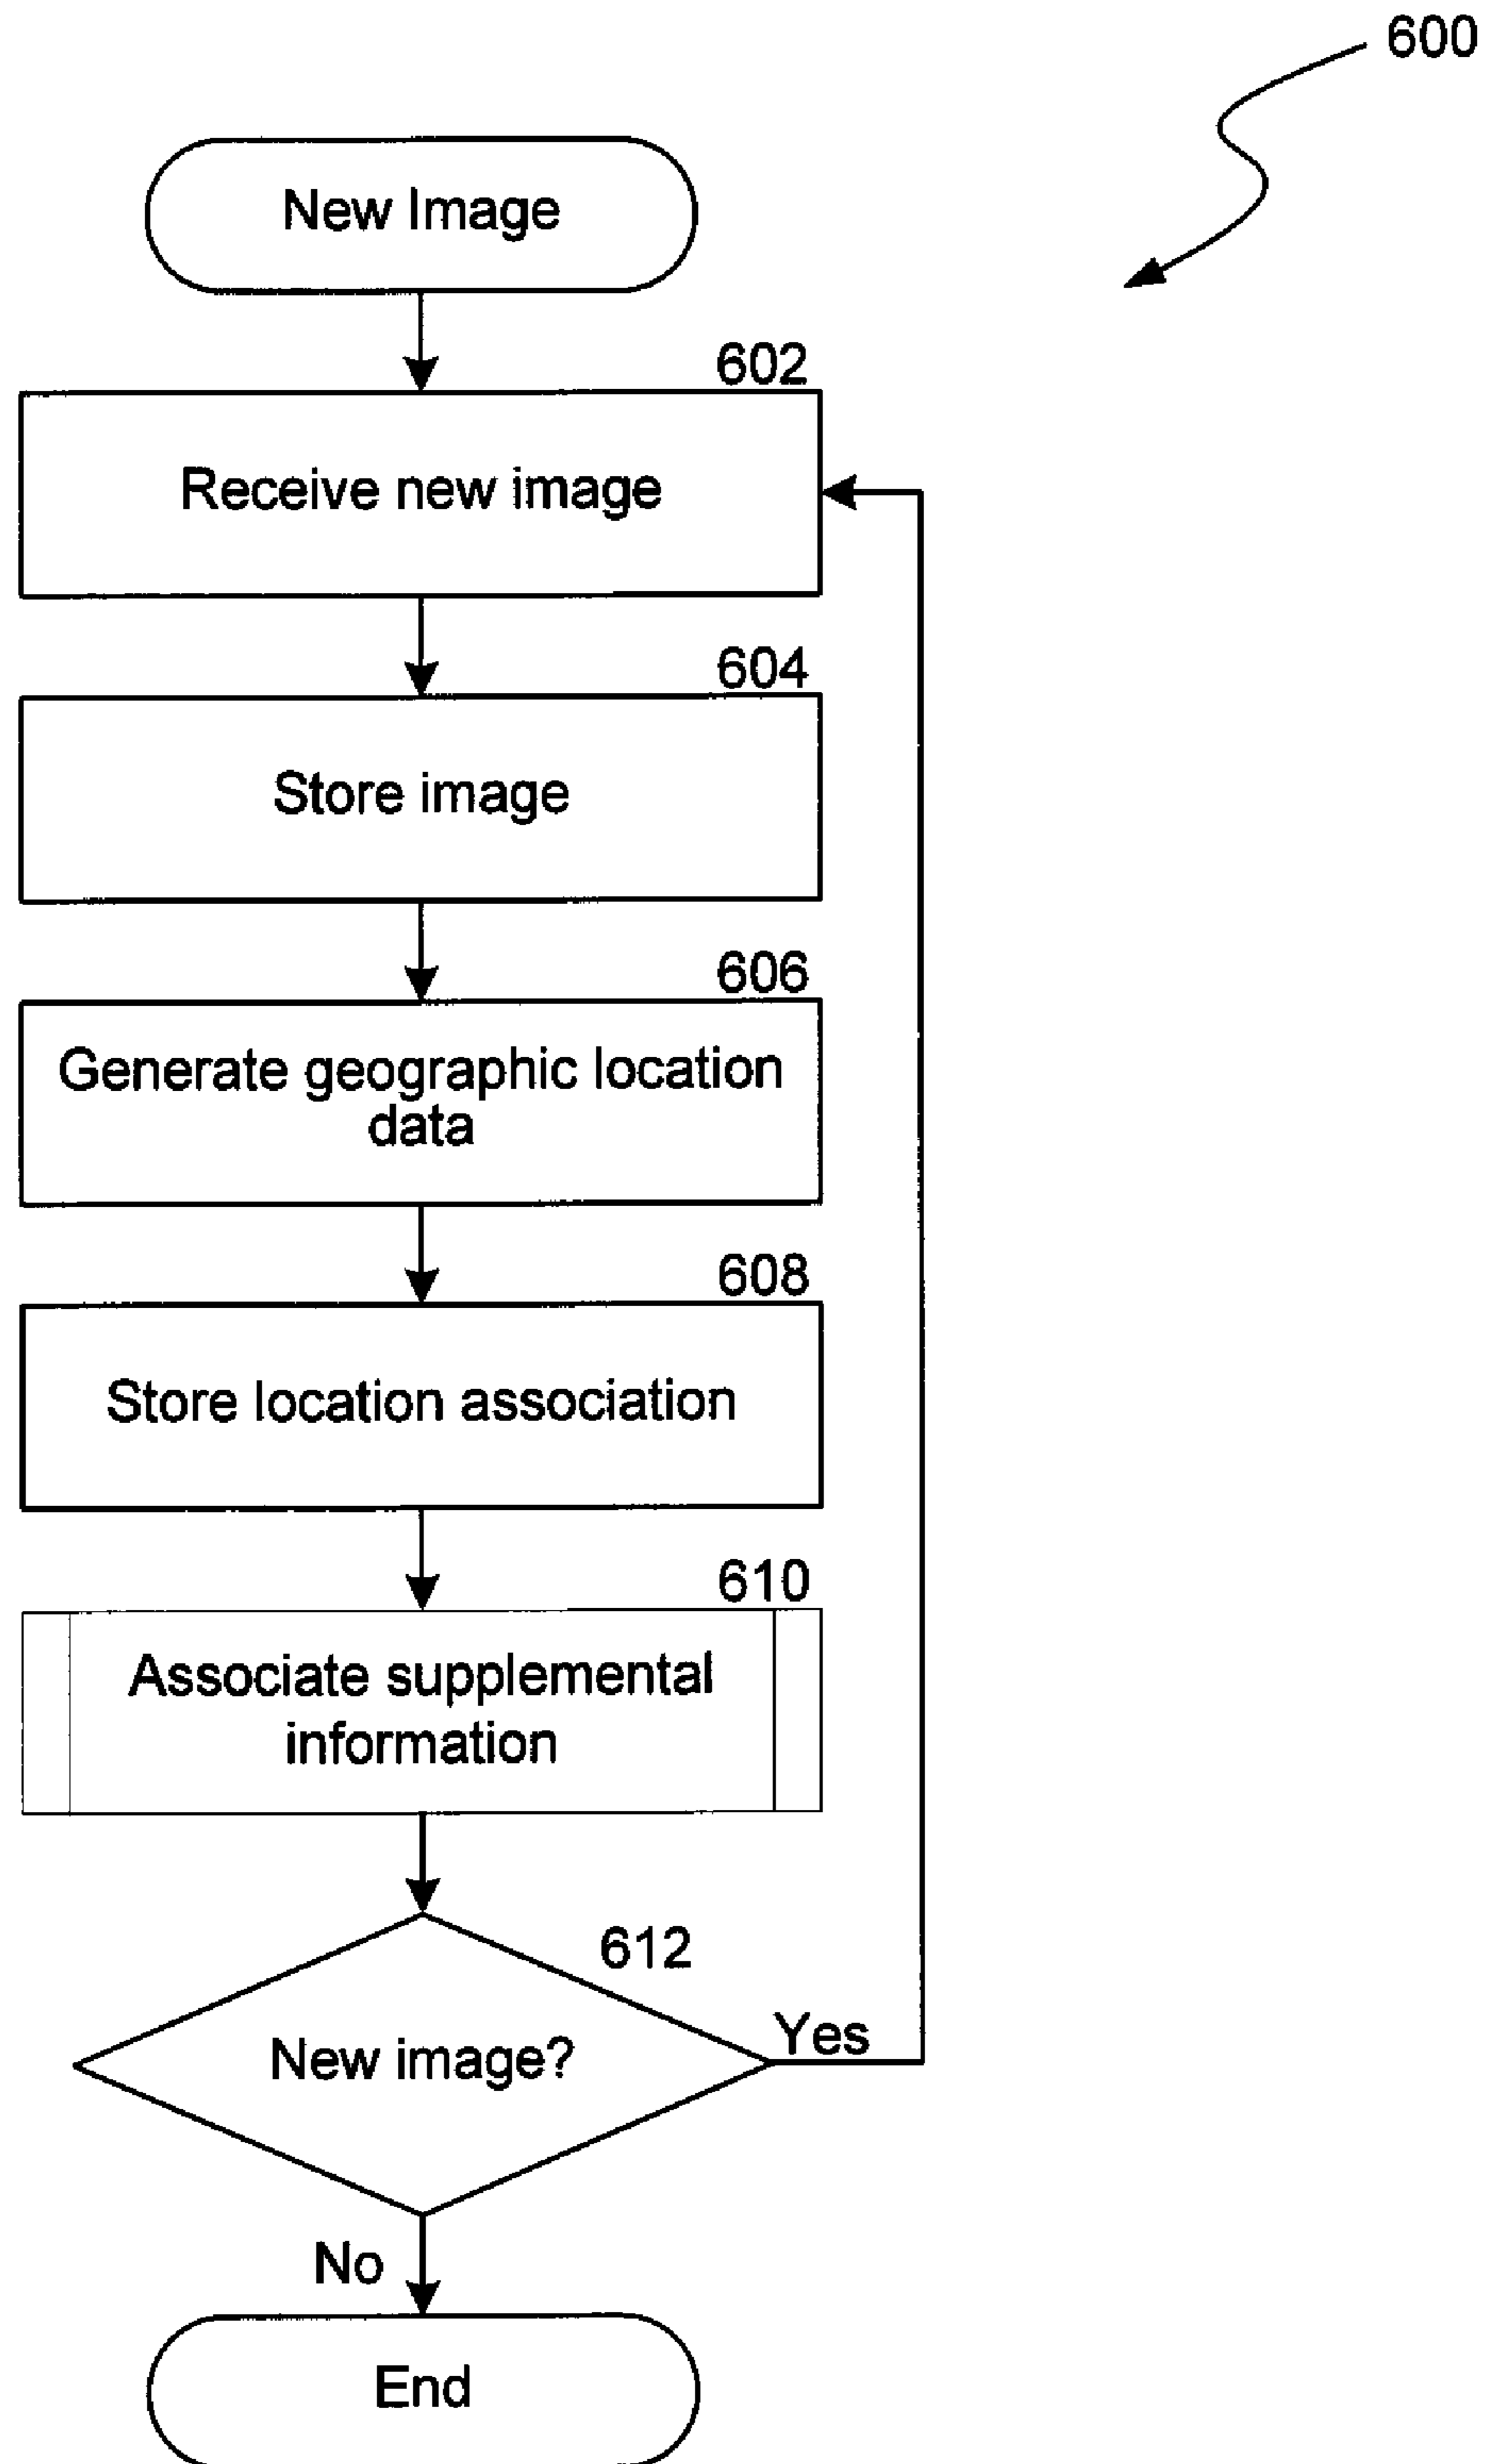 600
New Image
602
Receive new image
604
Store image
606
Generate geographic location
data
608
Store location association
610
Associate supplemental
information
612
New image?
Yes
No
End